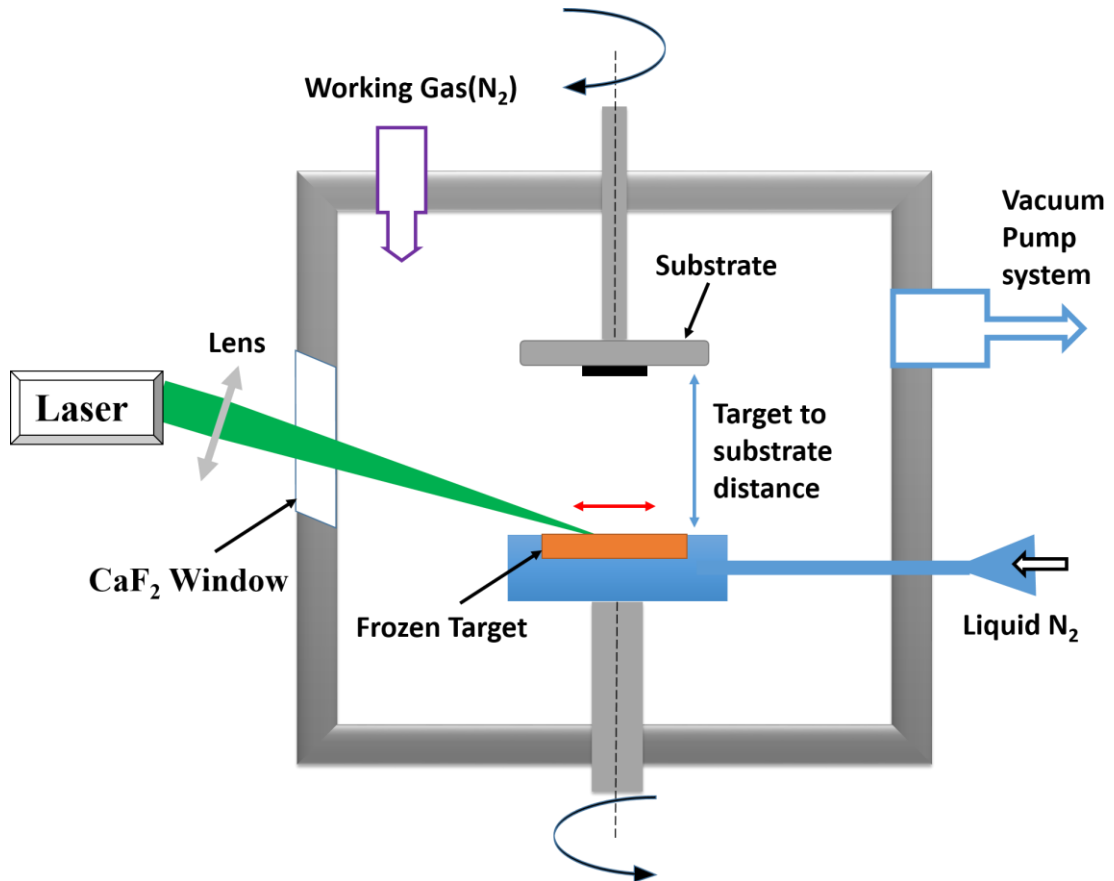 Working Gas(N₂)
Vacuum
Pump
system
Substrate
Lens
Laser
Target to
substrate
distance
CaF₂ Window
Frozen Target
Liquid N₂